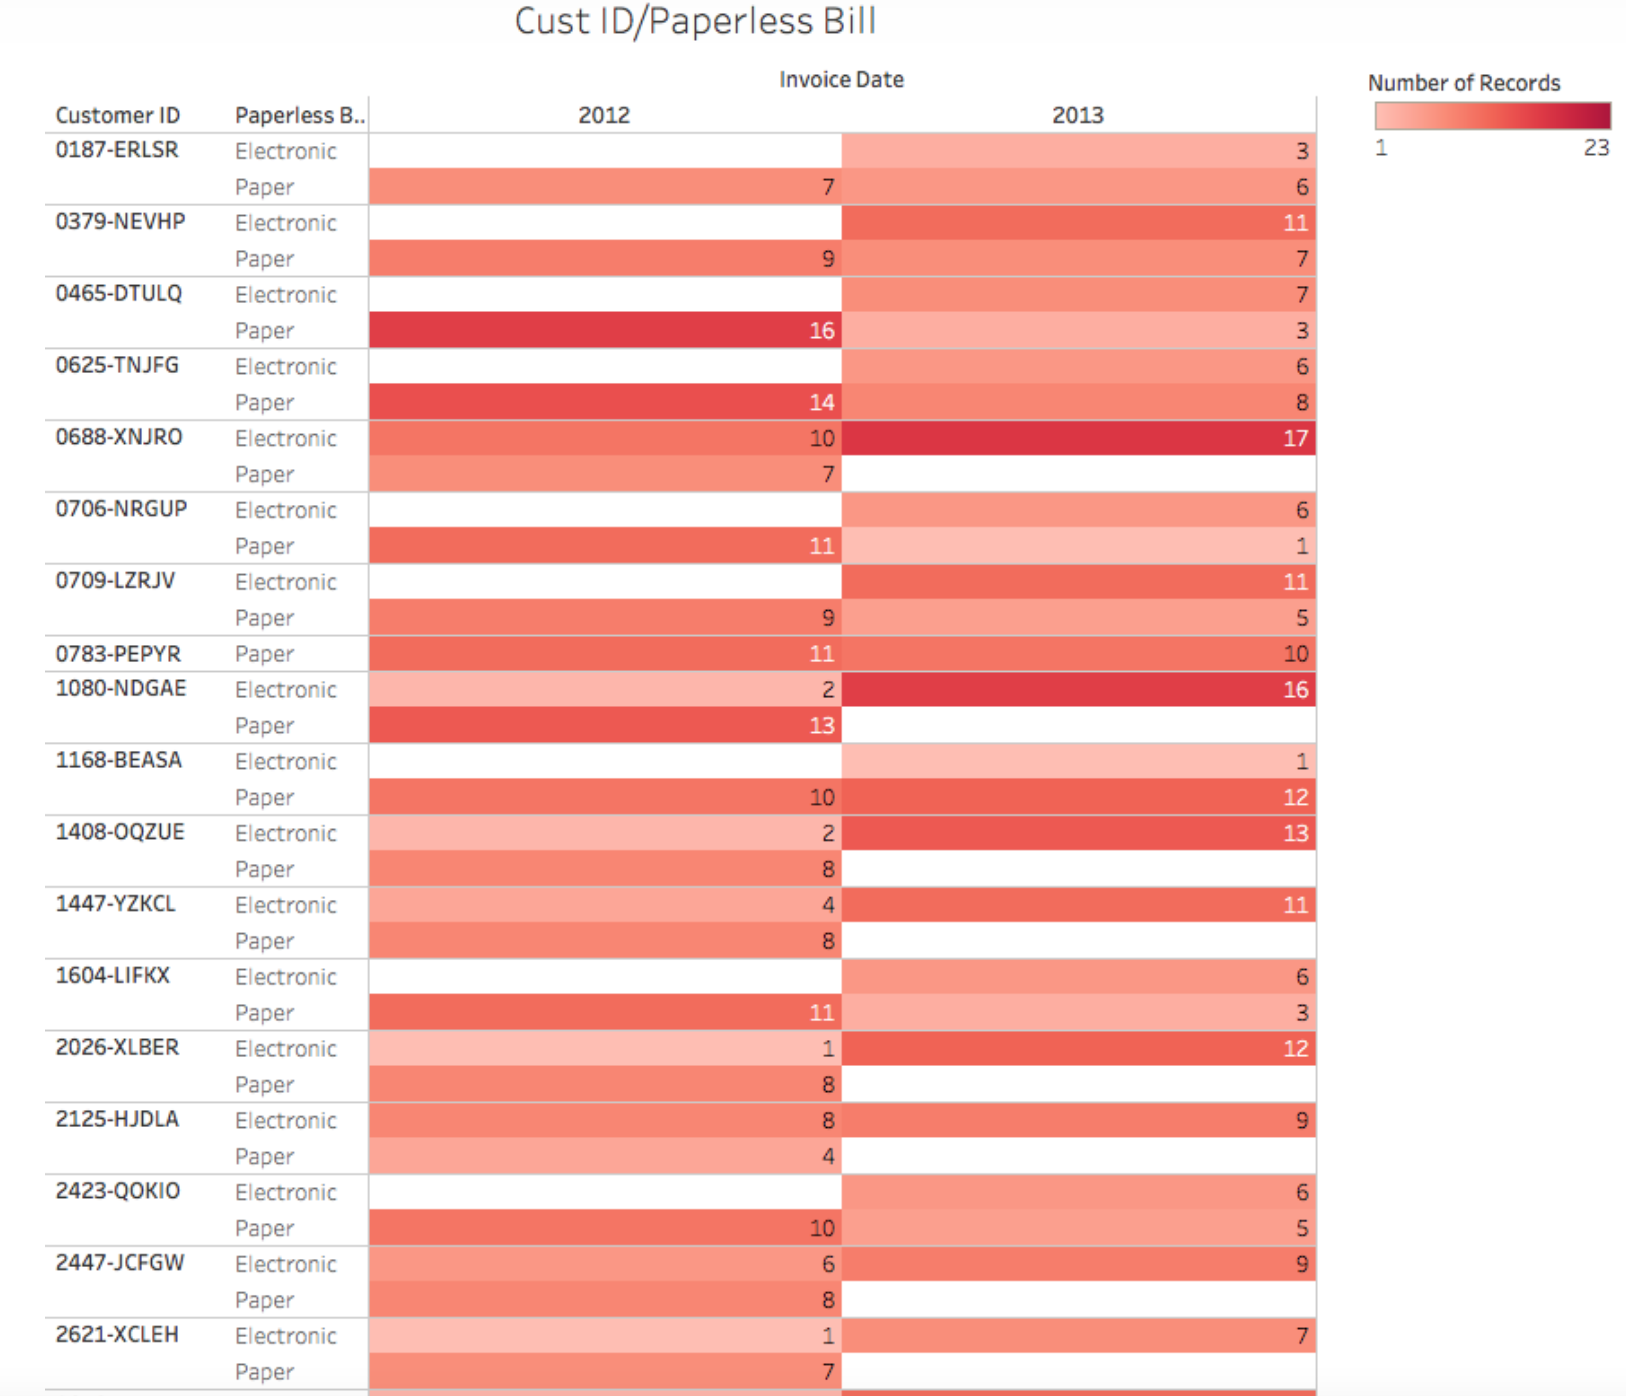 Cust ID/Paperless Bill
Invoice Date
Number of Records
Customer ID Paperless B.. 2012 2013
1 23
0187-ERLSR Electronic 3
Paper 7 6
0379-NEVHP Electronic 11
Paper 9 7
0465-DTULQ Electronic 7
Paper 16 3
0625-TNJFG Electronic 6
Paper 14 8
0688-XNJRO Electronic 10 17
Paper 7
0706-NRGUP Electronic 6
Paper 11 1
0709-LZRJV Electronic 11
Paper 9 5
0783-PEPYR Paper 11 10
1080-NDGAE Electronic 2 16
Paper 13
1168-BEASA Electronic 1
Paper 10 12
1408-OQZUE Electronic 2 13
Paper 8
1447-YZKCL Electronic 4 11
Paper 8
1604-LIFKX Electronic 6
Paper 11 3
2026-XLBER Electronic 1 12
Paper 8
2125-HJDLA Electronic 8 9
Paper 4
2423-QOKIO Electronic 6
Paper 10 5
2447-JCFGW Electronic 6 9
Paper 8
2621-XCLEH Electronic 1 7
Paper 7